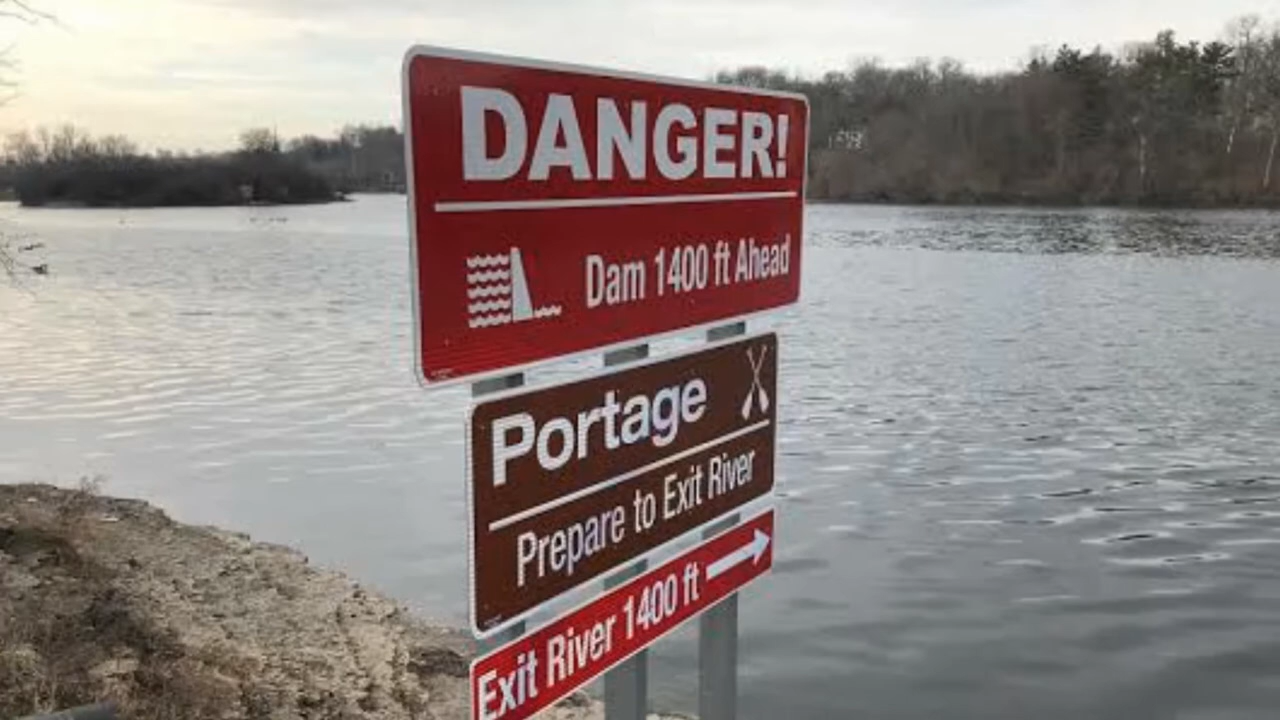 DANGER!
Dam 1400 ft Ahead
Portage
Prepare to Exit River
Exit River 1400 ft